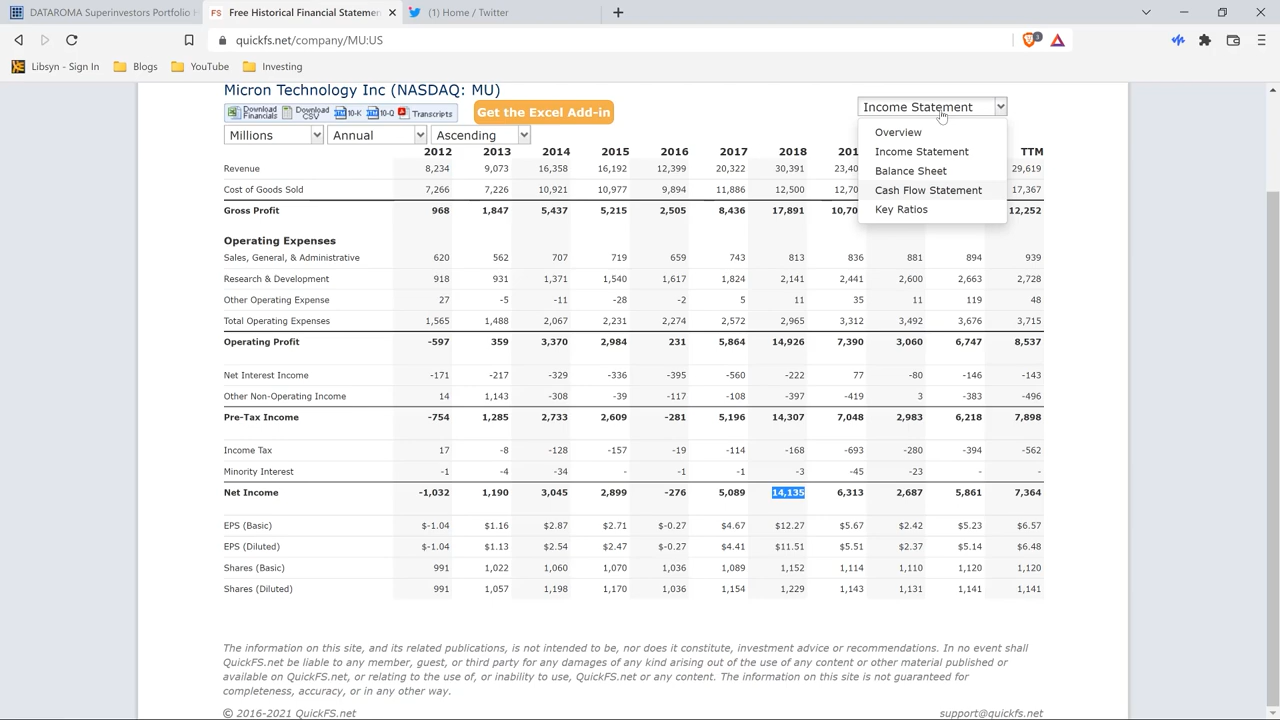 DATAROMA Superinvestors Portfolio H
FS Free Historical Financial Statemen
(1) Home / Twitter
quickfs.net/company/MU:US
3
Libsyn - Sign In Blogs YouTube Investing
Micron Technology Inc (NASDAQ: MU)
Download Financials Download CSV 10-K 10-Q Transcripts
Get the Excel Add-in
Income Statement
Millions Annual Ascending
Overview
Income Statement
Balance Sheet
Cash Flow Statement
Key Ratios
2012 2013 2014 2015 2016 2017 2018 201 TTM
Revenue 8,234 9,073 16,358 16,192 12,399 20,322 30,391 23,40 29,619
Cost of Goods Sold 7,266 7,226 10,921 10,977 9,894 11,886 12,500 12,70 17,367
Gross Profit 968 1,847 5,437 5,215 2,505 8,436 17,891 10,70 12,252
Operating Expenses
Sales, General, & Administrative 620 562 707 719 659 743 813 836 881 894 939
Research & Development 918 931 1,371 1,540 1,617 1,824 2,141 2,441 2,600 2,663 2,728
Other Operating Expense 27 -5 -11 -28 -2 5 11 35 11 119 48
Total Operating Expenses 1,565 1,488 2,067 2,231 2,274 2,572 2,965 3,312 3,492 3,676 3,715
Operating Profit -597 359 3,370 2,984 231 5,864 14,926 7,390 3,060 6,747 8,537
Net Interest Income -171 -217 -329 -336 -395 -560 -222 77 -80 -146 -143
Other Non-Operating Income 14 1,143 -308 -39 -117 -108 -397 -419 3 -383 -496
Pre-Tax Income -754 1,285 2,733 2,609 -281 5,196 14,307 7,048 2,983 6,218 7,898
Income Tax 17 -8 -128 -157 -19 -114 -168 -693 -280 -394 -562
Minority Interest -1 -4 -34 - -1 -1 -3 -45 -23 - -
Net Income -1,032 1,190 3,045 2,899 -276 5,089 14,135 6,313 2,687 5,861 7,364
EPS (Basic) $-1.04 $1.16 $2.87 $2.71 $-0.27 $4.67 $12.27 $5.67 $2.42 $5.23 $6.57
EPS (Diluted) $-1.04 $1.13 $2.54 $2.47 $-0.27 $4.41 $11.51 $5.51 $2.37 $5.14 $6.48
Shares (Basic) 991 1,022 1,060 1,070 1,036 1,089 1,152 1,114 1,110 1,120 1,120
Shares (Diluted) 991 1,057 1,198 1,170 1,036 1,154 1,229 1,143 1,131 1,141 1,141
The information on this site, and its related publications, is not intended to be, nor does it constitute, investment advice or recommendations. In no event shall
QuickFS.net be liable to any member, guest, or third party for any damages of any kind arising out of the use of any content or other material published or
available on QuickFS.net, or relating to the use of, or inability to use, QuickFS.net or any content. The information on this site is not guaranteed for
completeness, accuracy, or in any other way.
© 2016-2021 QuickFS.net support@quickfs.net